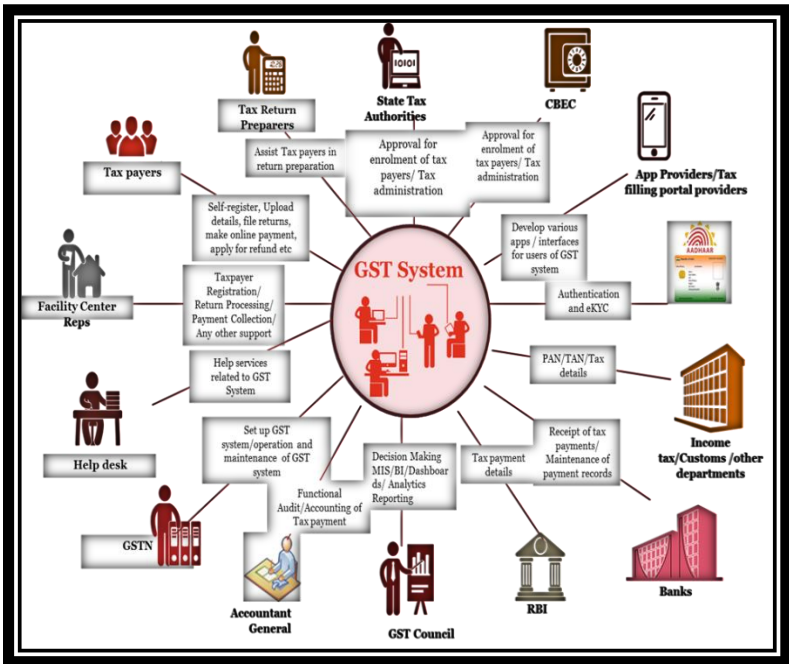 Tax Return
Preparers
State Tax
Authorities
CBEC
App Providers/Tax
filling portal providers
Tax payers
Assist Tax payers in
return preparation
Approval for
enrolment of tax
payers/ Tax
administration
Approval for
enrolment of
tax payers/ Tax
administration
Self-register, Upload
details, file returns,
make online payment,
apply for refund etc
GST System
Develop various
apps / interfaces
for users of GST
system
AADHAAR
Facility Center
Reps
Taxpayer
Registration/
Return Processing/
Payment Collection/
Any other support
Authentication
and eKYC
Help services
related to GST
System
PAN/TAN/Tax
details
Income
tax/Customs /other
departments
Help desk
Set up GST
system/operation and
maintenance of GST
system
Decision Making
MIS/BI/Dashboar
ds/ Analytics
Reporting
Tax payment
details
Receipt of tax
payments/
Maintenance of
payment records
Functional
Audit/Accounting of
Tax payment
GSTN
Accountant
General
GST Council
RBI
Banks